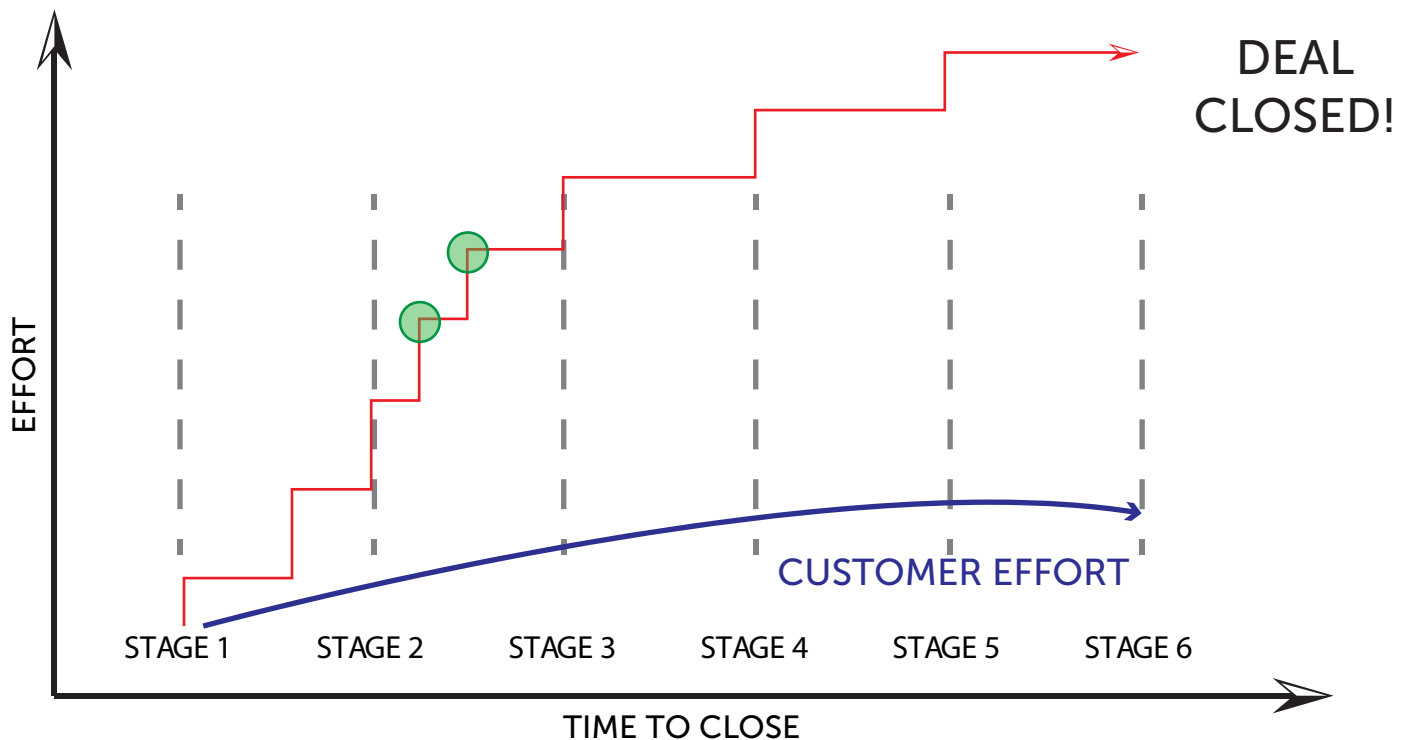 DEAL
CLOSED!
EFFORT
CUSTOMER EFFORT
STAGE 1
STAGE 2
STAGE 3
STAGE 4
STAGE 5
STAGE 6
TIME TO CLOSE